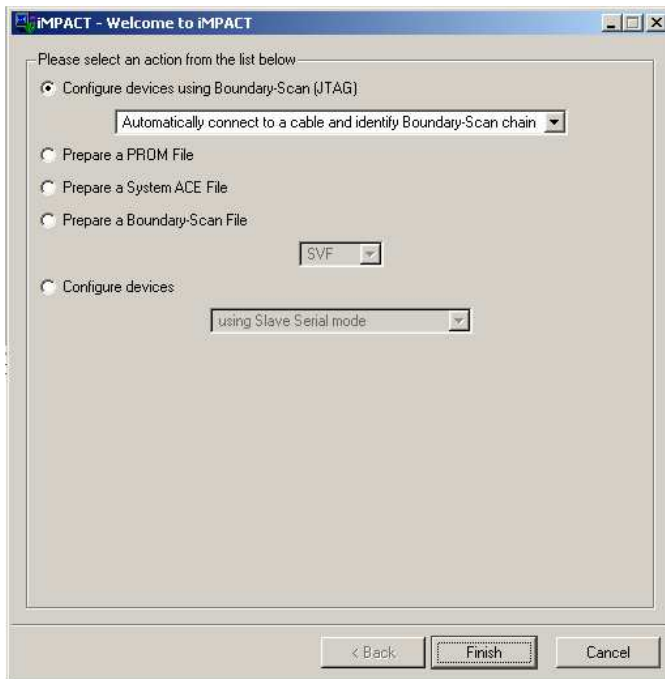 iMPACT - Welcome to iMPACT
Please select an action from the list below
Configure devices using Boundary-Scan (JTAG)
Automatically connect to a cable and identify Boundary-Scan chain
Prepare a PROM File
Prepare a System ACE File
Prepare a Boundary-Scan File
SVF
Configure devices
using Slave Serial mode
< Back Finish Cancel